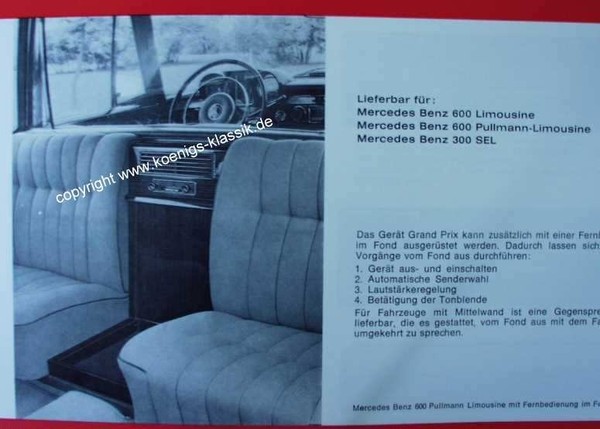 copyright www.koenigs-klassik.de
Lieferbar für:
Mercedes Benz 600 Limousine
Mercedes Benz 600 Pullmann-Limousine
Mercedes Benz 300 SEL
Das Gerät Grand Prix kann zusätzlich mit einer
im Fond ausgerüstet werden. Dadurch lassen sich
Vorgänge vom Fond aus durchführen:
1. Gerät aus- und einschalten
2. Automatische Senderwahl
3. Lautstärkeregelung
4. Betätigung der Tonblende
Für Fahrzeuge mit Mittelwand ist eine
lieferbar, die es gestattet, vom Fond aus mit dem
umgekehrt zu sprechen.
Mercedes Benz 600 Pullmann Limousine mit Fernbedienung im